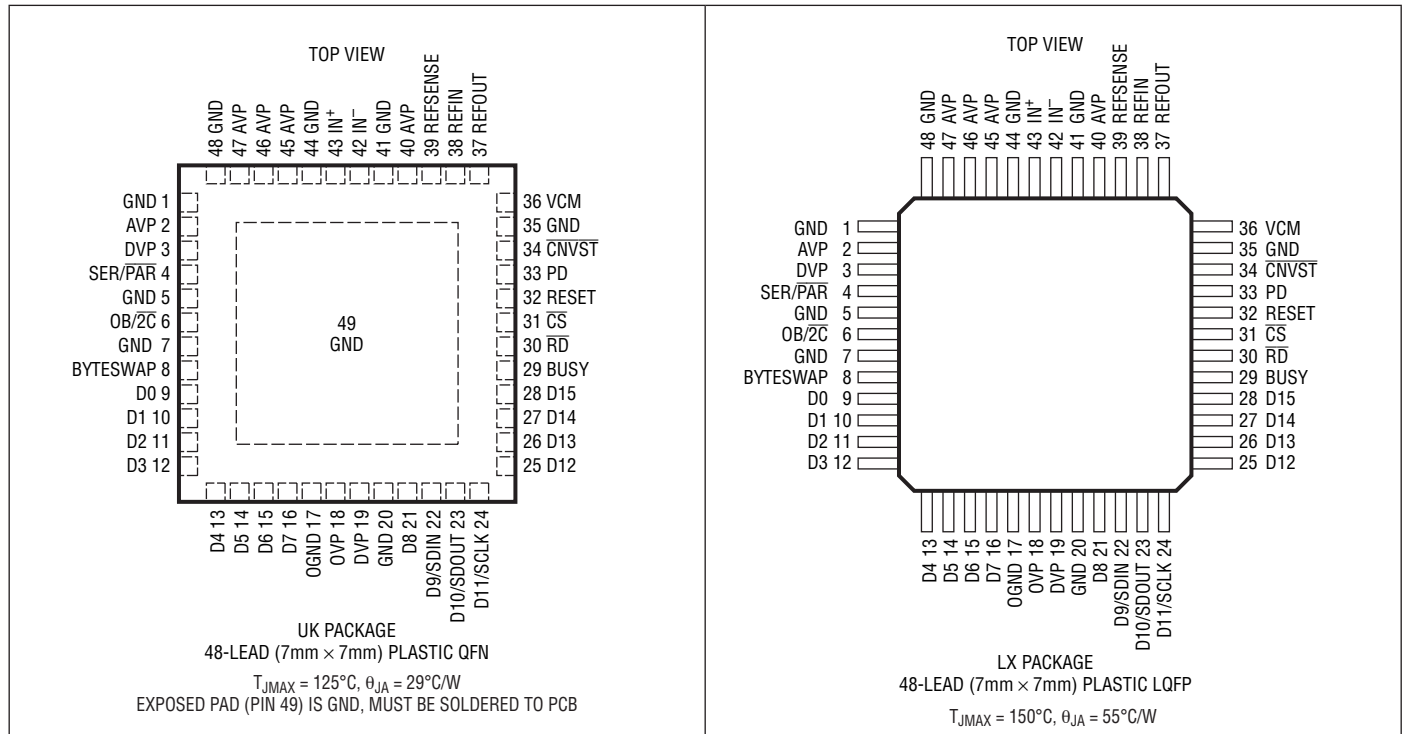 TOP VIEW
48 GND
47 AVP
46 AVP
45 AVP
44 GND
43 IN+
42 IN–
41 GND
40 AVP
39 REFSENSE
38 REFIN
37 REFOUT
GND 1
AVP 2
DVP 3
SER/P̅A̅R̅ 4
GND 5
OB/2̅C̅ 6
GND 7
BYTESWAP 8
D0 9
D1 10
D2 11
D3 12
49
GND
36 VCM
35 GND
34 C̅N̅V̅S̅T̅
33 PD
32 RESET
31 C̅S̅
30 R̅D̅
29 BUSY
28 D15
27 D14
26 D13
25 D12
D4 13
D5 14
D6 15
D7 16
OGND 17
OVP 18
DVP 19
GND 20
D8 21
D9/SDIN 22
D10/SDOUT 23
D11/SCLK 24
UK PACKAGE
48-LEAD (7mm × 7mm) PLASTIC QFN
TJMAX = 125°C, θJA = 29°C/W
EXPOSED PAD (PIN 49) IS GND, MUST BE SOLDERED TO PCB
TOP VIEW
48 GND
47 AVP
46 AVP
45 AVP
44 GND
43 IN+
42 IN–
41 GND
40 AVP
39 REFSENSE
38 REFIN
37 REFOUT
GND 1
AVP 2
DVP 3
SER/P̅A̅R̅ 4
GND 5
OB/2̅C̅ 6
GND 7
BYTESWAP 8
D0 9
D1 10
D2 11
D3 12
36 VCM
35 GND
34 C̅N̅V̅S̅T̅
33 PD
32 RESET
31 C̅S̅
30 R̅D̅
29 BUSY
28 D15
27 D14
26 D13
25 D12
D4 13
D5 14
D6 15
D7 16
OGND 17
OVP 18
DVP 19
GND 20
D8 21
D9/SDIN 22
D10/SDOUT 23
D11/SCLK 24
LX PACKAGE
48-LEAD (7mm × 7mm) PLASTIC LQFP
TJMAX = 150°C, θJA = 55°C/W